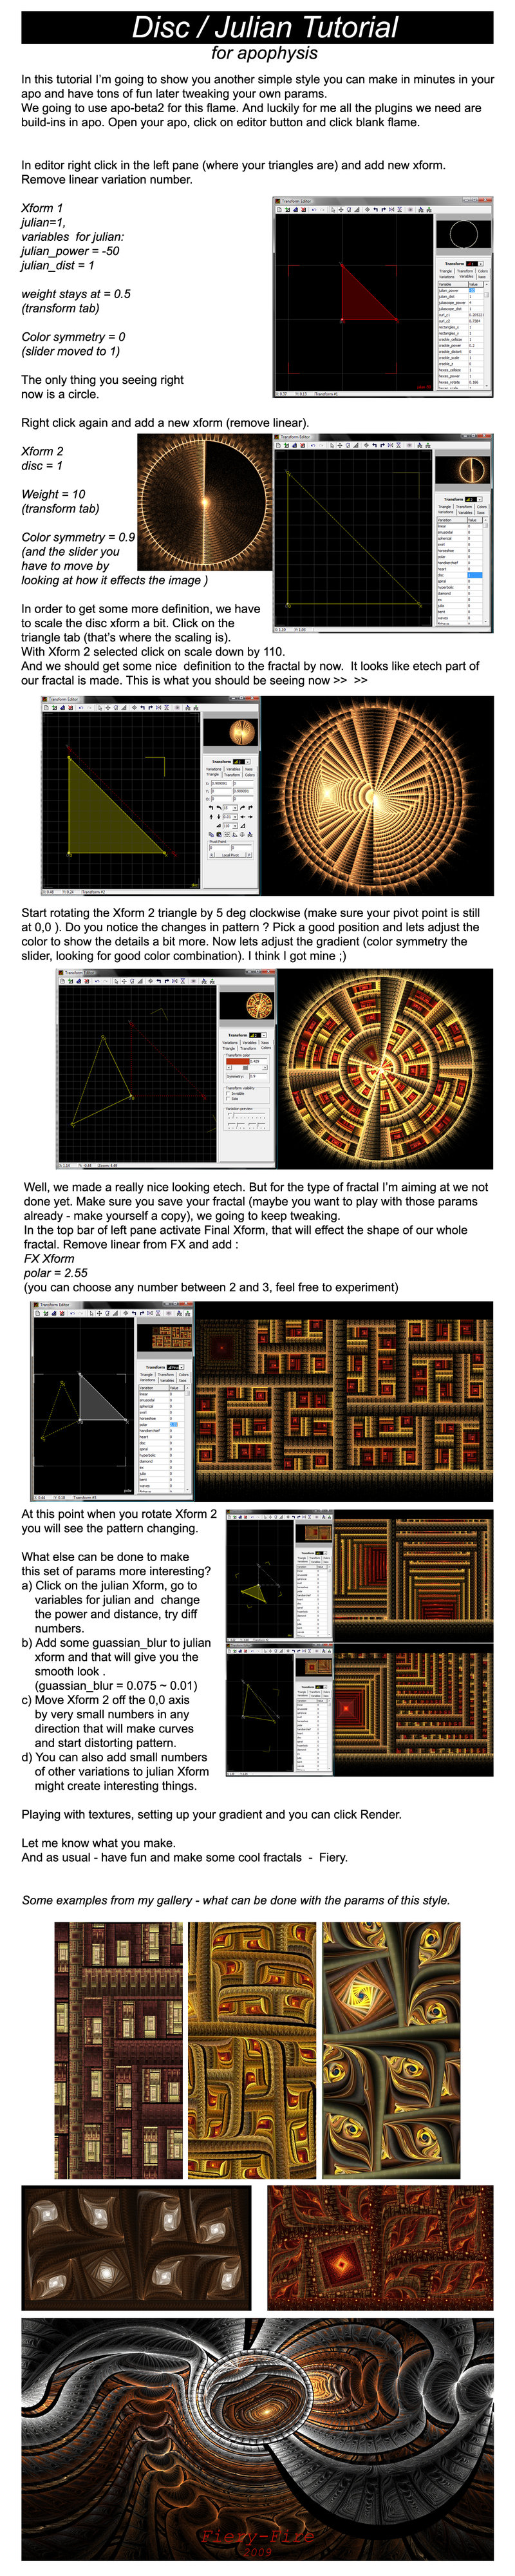 Disc / Julian Tutorial
for apophysis
In this tutorial I'm going to show you another simple style you can make in minutes in your
apo and have tons of fun later tweaking your own params.
We going to use apo-beta2 for this flame. And luckily for me all the plugins we need are
build-ins in apo. Open your apo, click on editor button and click blank flame.
In editor right click in the left pane (where your triangles are) and add new xform.
Remove linear variation number.
Xform 1
julian=1,
variables for julian:
julian_power = -50
julian_dist = 1
weight stays at = 0.5
(transform tab)
Color symmetry = 0
(slider moved to 1)
The only thing you seeing right
now is a circle.
Right click again and add a new xform (remove linear).
Xform 2
disc = 1
Weight = 10
(transform tab)
Color symmetry = 0.9
(and the slider you
have to move by
looking at how it effects the image )
In order to get some more definition, we have
to scale the disc xform a bit. Click on the
triangle tab (that's where the scaling is).
With Xform 2 selected click on scale down by 110.
And we should get some nice definition to the fractal by now. It looks like etech part of
our fractal is made. This is what you should be seeing now >> >>
Start rotating the Xform 2 triangle by 5 deg clockwise (make sure your pivot point is still
at 0,0 ). Do you notice the changes in pattern ? Pick a good position and lets adjust the
color to show the details a bit more. Now lets adjust the gradient (color symmetry the
slider, looking for good color combination). I think I got mine ;)
Well, we made a really nice looking etech. But for the type of fractal I'm aiming at we not
done yet. Make sure you save your fractal (maybe you want to play with those params
already - make yourself a copy), we going to keep tweaking.
In the top bar of left pane activate Final Xform, that will effect the shape of our whole
fractal. Remove linear from FX and add :
FX Xform
polar = 2.55
(you can choose any number between 2 and 3, feel free to experiment)
At this point when you rotate Xform 2
you will see the pattern changing.
What else can be done to make
this set of params more interesting?
a) Click on the julian Xform, go to
variables for julian and change
the power and distance, try diff
numbers.
b) Add some guassian_blur to julian
xform and that will give you the
smooth look .
(guassian_blur = 0.075 ~ 0.01)
c) Move Xform 2 off the 0,0 axis
by very small numbers in any
direction that will make curves
and start distorting pattern.
d) You can also add small numbers
of other variations to julian Xform
might create interesting things.
Playing with textures, setting up your gradient and you can click Render.
Let me know what you make.
And as usual - have fun and make some cool fractals - Fiery.
Some examples from my gallery - what can be done with the params of this style.
Fiery-Fire
2009